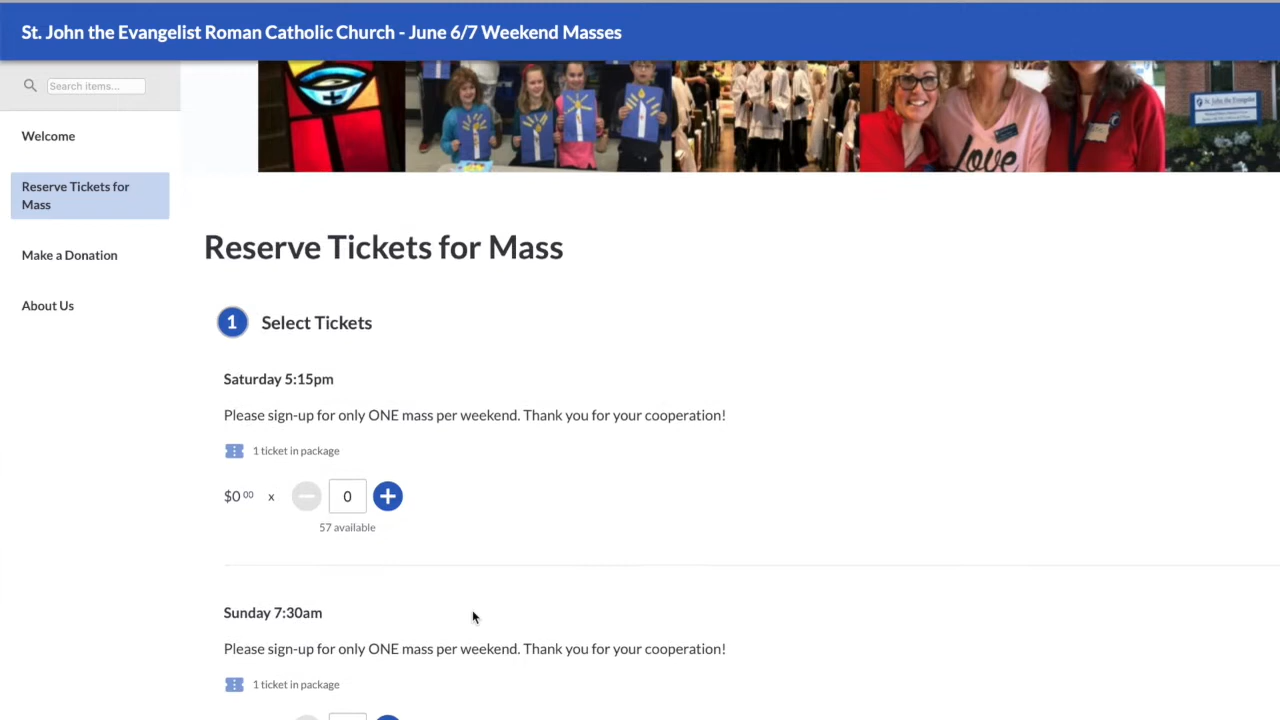 St. John the Evangelist Roman Catholic Church - June 6/7 Weekend Masses
Search items...
Welcome
Reserve Tickets for
Mass
Make a Donation
About Us
Love
St. John the Evangelist
Reserve Tickets for Mass
1 Select Tickets
Saturday 5:15pm
Please sign-up for only ONE mass per weekend. Thank you for your cooperation!
1 ticket in package
$0 00 x 0
57 available
Sunday 7:30am
Please sign-up for only ONE mass per weekend. Thank you for your cooperation!
1 ticket in package